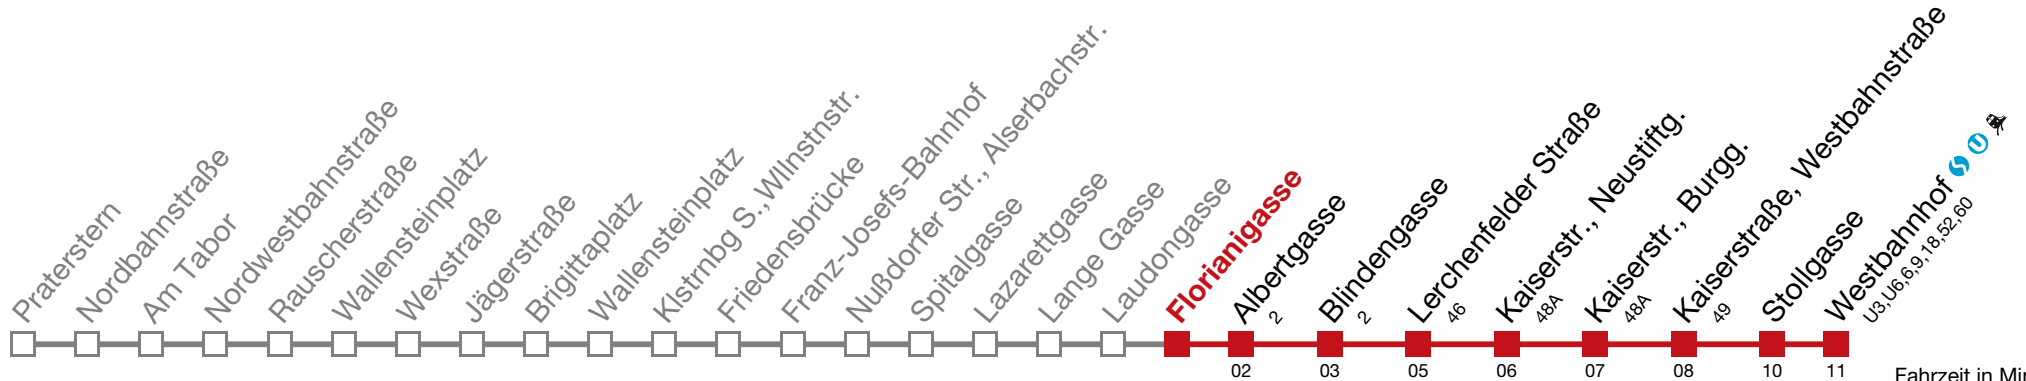 Praterstern
Nordbahnstraße
Am Tabor
Nordwestbahnstraße
Rauscherstraße
Wallensteinplatz
Wexstraße
Jägerstraße
Brigittaplatz
Wallensteinplatz
Klstrnbg S.,Wllnstnstr.
Friedensbrücke
Franz-Josefs-Bahnhof
Nußdorfer Str., Alserbachstr.
Spitalgasse
Lazarettgasse
Lange Gasse
Laudongasse
Florianigasse
Albertgasse
2
02
Blindengasse
2
03
Lerchenfelder Straße
46
05
Kaiserstr., Neustiftg.
48A
06
Kaiserstr., Burgg.
48A
07
Kaiserstraße, Westbahnstraße
49
08
Stollgasse
10
Westbahnhof
U3,U6,6,9,18,52,60
11
Fahrzeit in